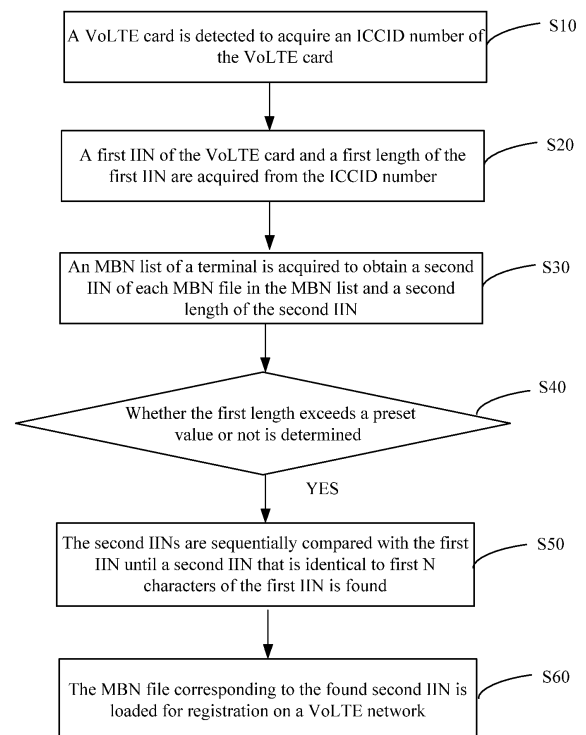 A VoLTE card is detected to acquire an ICCID number of
the VoLTE card
S10
A first IIN of the VoLTE card and a first length of the
first IIN are acquired from the ICCID number
S20
An MBN list of a terminal is acquired to obtain a second
IIN of each MBN file in the MBN list and a second
length of the second IIN
S30
Whether the first length exceeds a preset
value or not is determined
S40
YES
The second IINs are sequentially compared with the first
IIN until a second IIN that is identical to first N
characters of the first IIN is found
S50
The MBN file corresponding to the found second IIN is
loaded for registration on a VoLTE network
S60